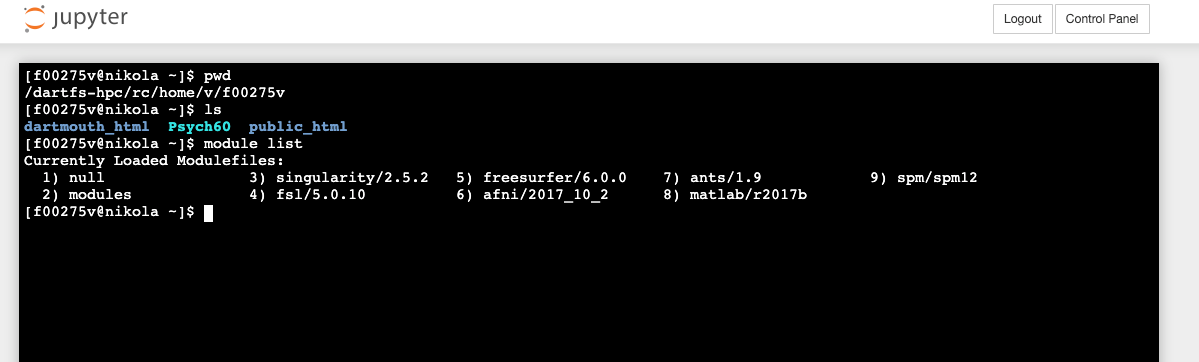 jupyter
Logout Control Panel
[f00275v@nikola ~]$ pwd
/dartfs-hpc/rc/home/v/f00275v
[f00275v@nikola ~]$ ls
dartmouth_html  Psych60  public_html
[f00275v@nikola ~]$ module list
Currently Loaded Modulefiles:
  1) null                3) singularity/2.5.2   5) freesurfer/6.0.0    7) ants/1.9            9) spm/spm12
  2) modules             4) fsl/5.0.10          6) afni/2017_10_2      8) matlab/r2017b
[f00275v@nikola ~]$